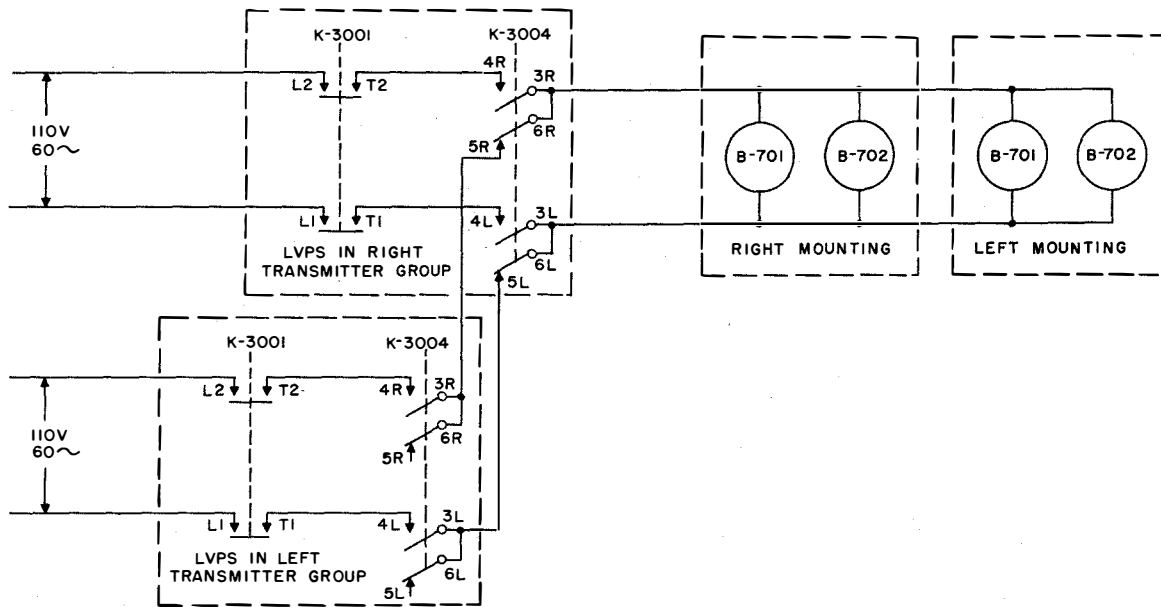 K-3001
K-3004
4R
3R
L2
T2
6R
5R
110V
60~
B-701
B-702
B-701
B-702
L1
T1
4L
3L
6L
5L
LVPS IN RIGHT
TRANSMITTER GROUP
RIGHT MOUNTING
LEFT MOUNTING
K-3001
K-3004
L2
T2
4R
3R
6R
5R
110V
60~
L1
T1
4L
3L
6L
5L
LVPS IN LEFT
TRANSMITTER GROUP